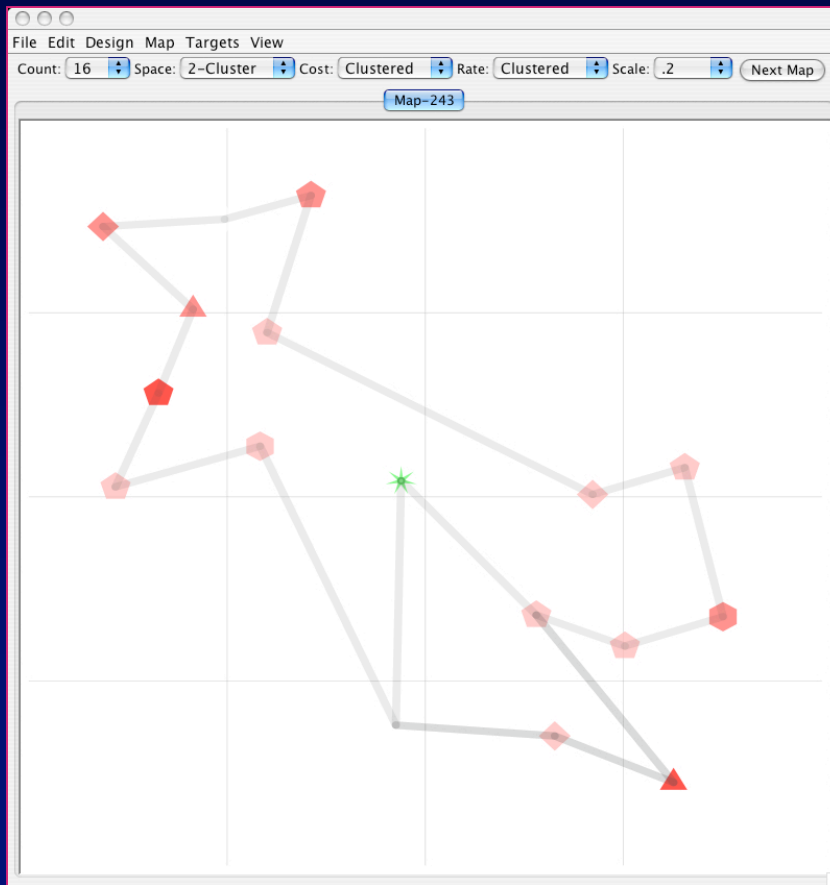 File Edit Design Map Targets View
Count: 16 Space: 2-Cluster Cost: Clustered Rate: Clustered Scale: .2 Next Map
Map-243